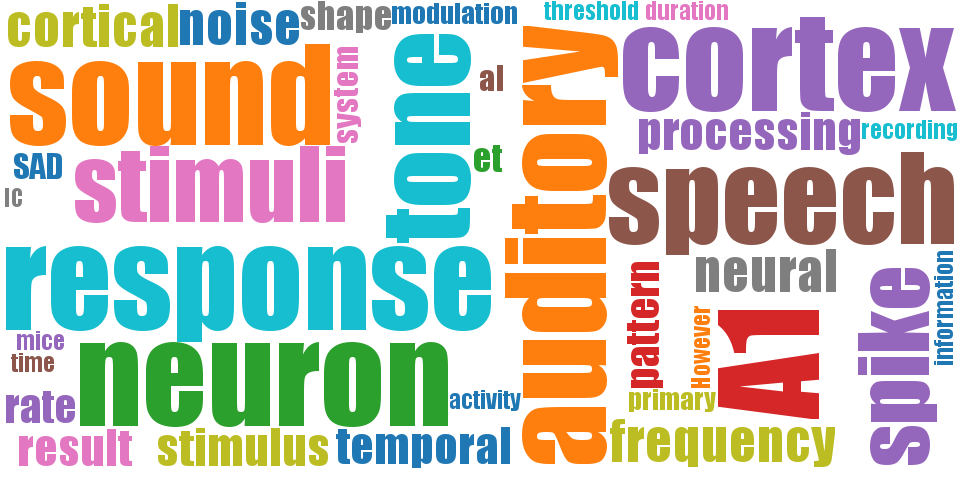 cortical
noise
shape
modulation
threshold
duration
sound
system
tone
al
auditory
cortex
processing
recording
SAD
stimuli
et
speech
IC
response
neural
information
pattern
However
A1
spike
mice
time
neuron
rate
activity
primary
result
stimulus
temporal
frequency